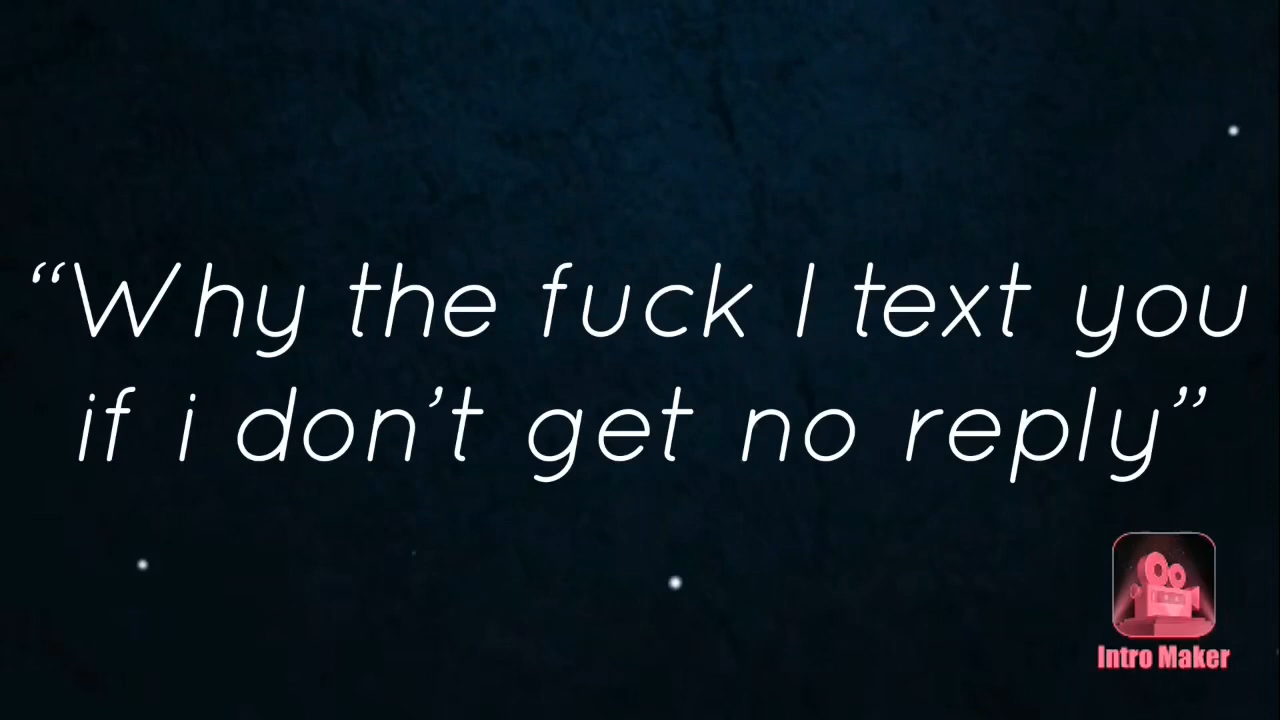 “Why the fuck I text you
if i don’t get no reply”
Intro Maker